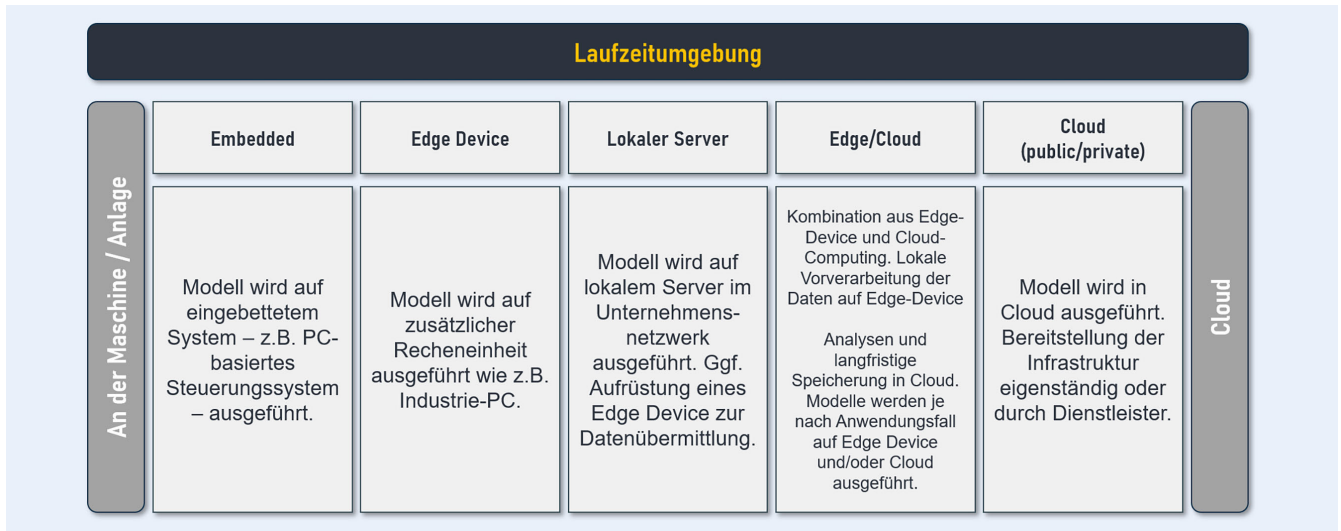 Laufzeitumgebung
An der Maschine / Anlage
Embedded
Modell wird auf
eingebettetem
System – z.B. PC-
basiertes
Steuerungssystem
– ausgeführt.
Edge Device
Modell wird auf
zusätzlicher
Recheneinheit
ausgeführt wie z.B.
Industrie-PC.
Lokaler Server
Modell wird auf
lokalem Server im
Unternehmens-
netzwerk
ausgeführt. Ggf.
Aufrüstung eines
Edge Device zur
Datenübermittlung.
Edge/Cloud
Kombination aus Edge-
Device und Cloud-
Computing. Lokale
Vorverarbeitung der
Daten auf Edge-Device
Analysen und
langfristige
Speicherung in Cloud.
Modelle werden je
nach Anwendungsfall
auf Edge Device
und/oder Cloud
ausgeführt.
Cloud
(public/private)
Modell wird in
Cloud ausgeführt.
Bereitstellung der
Infrastruktur
eigenständig oder
durch Dienstleister.
Cloud